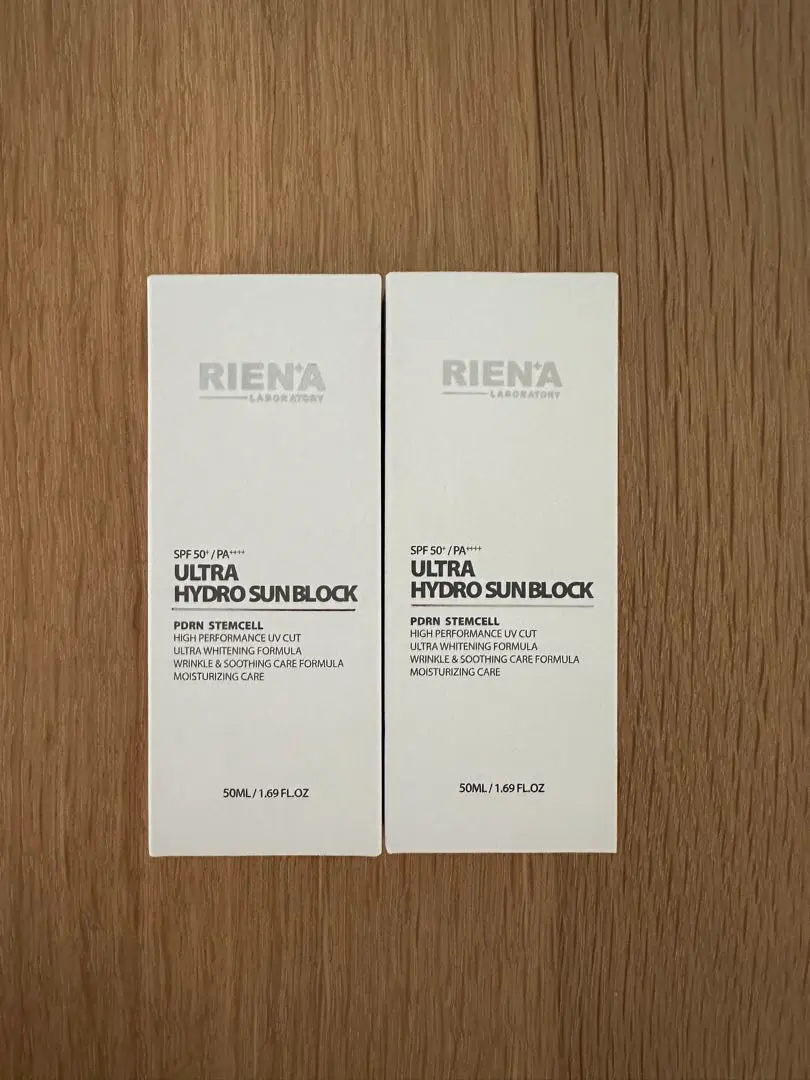 RIEN+A
LABORATORY
SPF 50+ / PA++++
ULTRA
HYDRO SUN BLOCK
PDRN STEMCELL
HIGH PERFORMANCE UV CUT
ULTRA WHITENING FORMULA
WRINKLE & SOOTHING CARE FORMULA
MOISTURIZING CARE
50ML / 1.69 FL.OZ
RIEN+A
LABORATORY
SPF 50+ / PA++++
ULTRA
HYDRO SUN BLOCK
PDRN STEMCELL
HIGH PERFORMANCE UV CUT
ULTRA WHITENING FORMULA
WRINKLE & SOOTHING CARE FORMULA
MOISTURIZING CARE
50ML / 1.69 FL.OZ